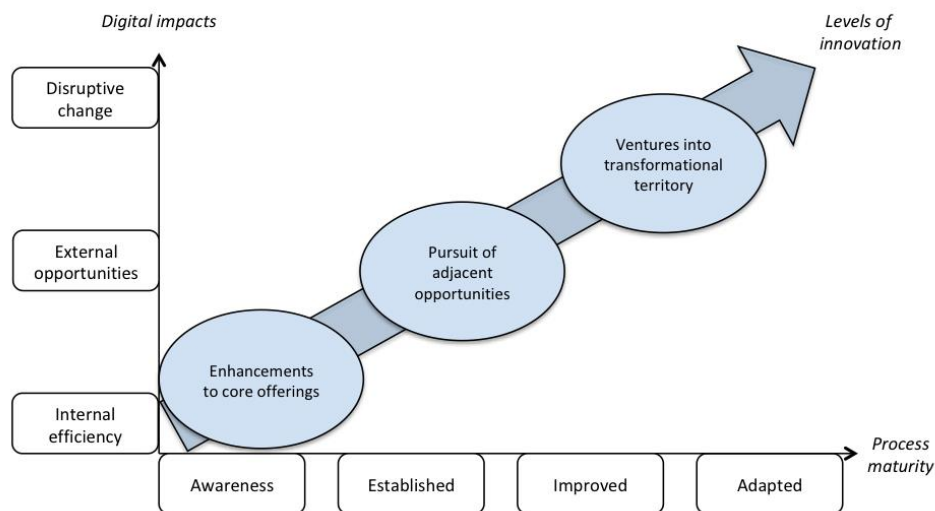 Digital impacts
Levels of
innovation
Disruptive
change
Ventures into
transformational
territory
External
opportunities
Pursuit of
adjacent
opportunities
Enhancements
to core offerings
Internal
efficiency
Process
maturity
Awareness
Established
Improved
Adapted